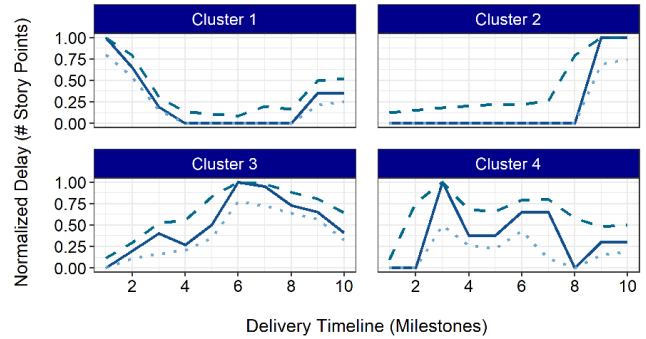 Cluster 1
Cluster 2
1.00
0.75
0.50
0.25
0.00
Cluster 3
Cluster 4
1.00
0.75
0.50
0.25
0.00
2 4 6 8 10
2 4 6 8 10
Normalized Delay (# Story Points)
Delivery Timeline (Milestones)